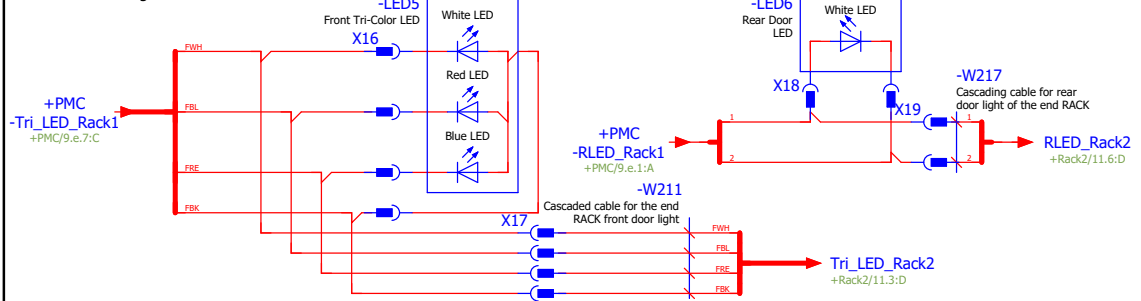 -LED5
Front Tri-Color LED
White LED
X16
FWH
Red LED
FBL
+PMC
-Tri_LED_Rack1
+PMC/9.e.7:C
Blue LED
FRE
FBK
-W211
Cascaded cable for the end
RACK front door light
X17
FWH
FBL
FRE
FBK
Tri_LED_Rack2
+Rack2/11.3:D
-LED6
Rear Door
LED
White LED
X18
X19
-W217
Cascading cable for rear
door light of the end RACK
+PMC
-RLED_Rack1
+PMC/9.e.1:A
1
2
1
2
RLED_Rack2
+Rack2/11.6:D